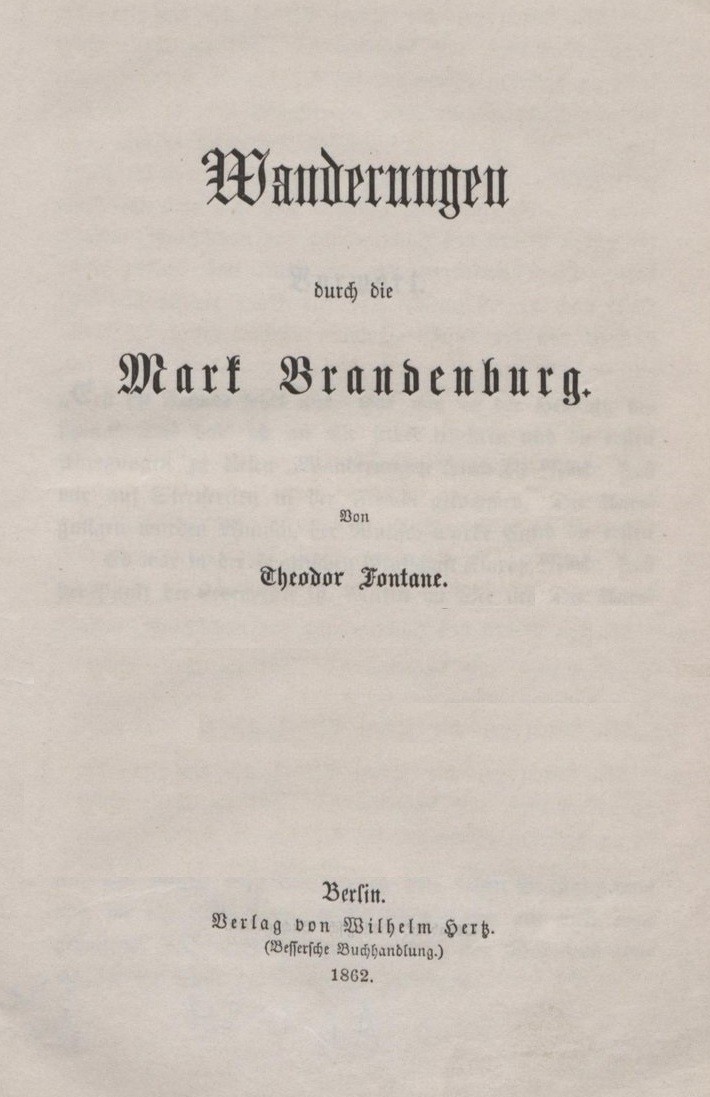 Wanderungen
durch die
Mark Brandenburg.
Von
Theodor Fontane.
Berlin.
Verlag von Wilhelm Hertz.
(Bessersche Buchhandlung.)
1862.